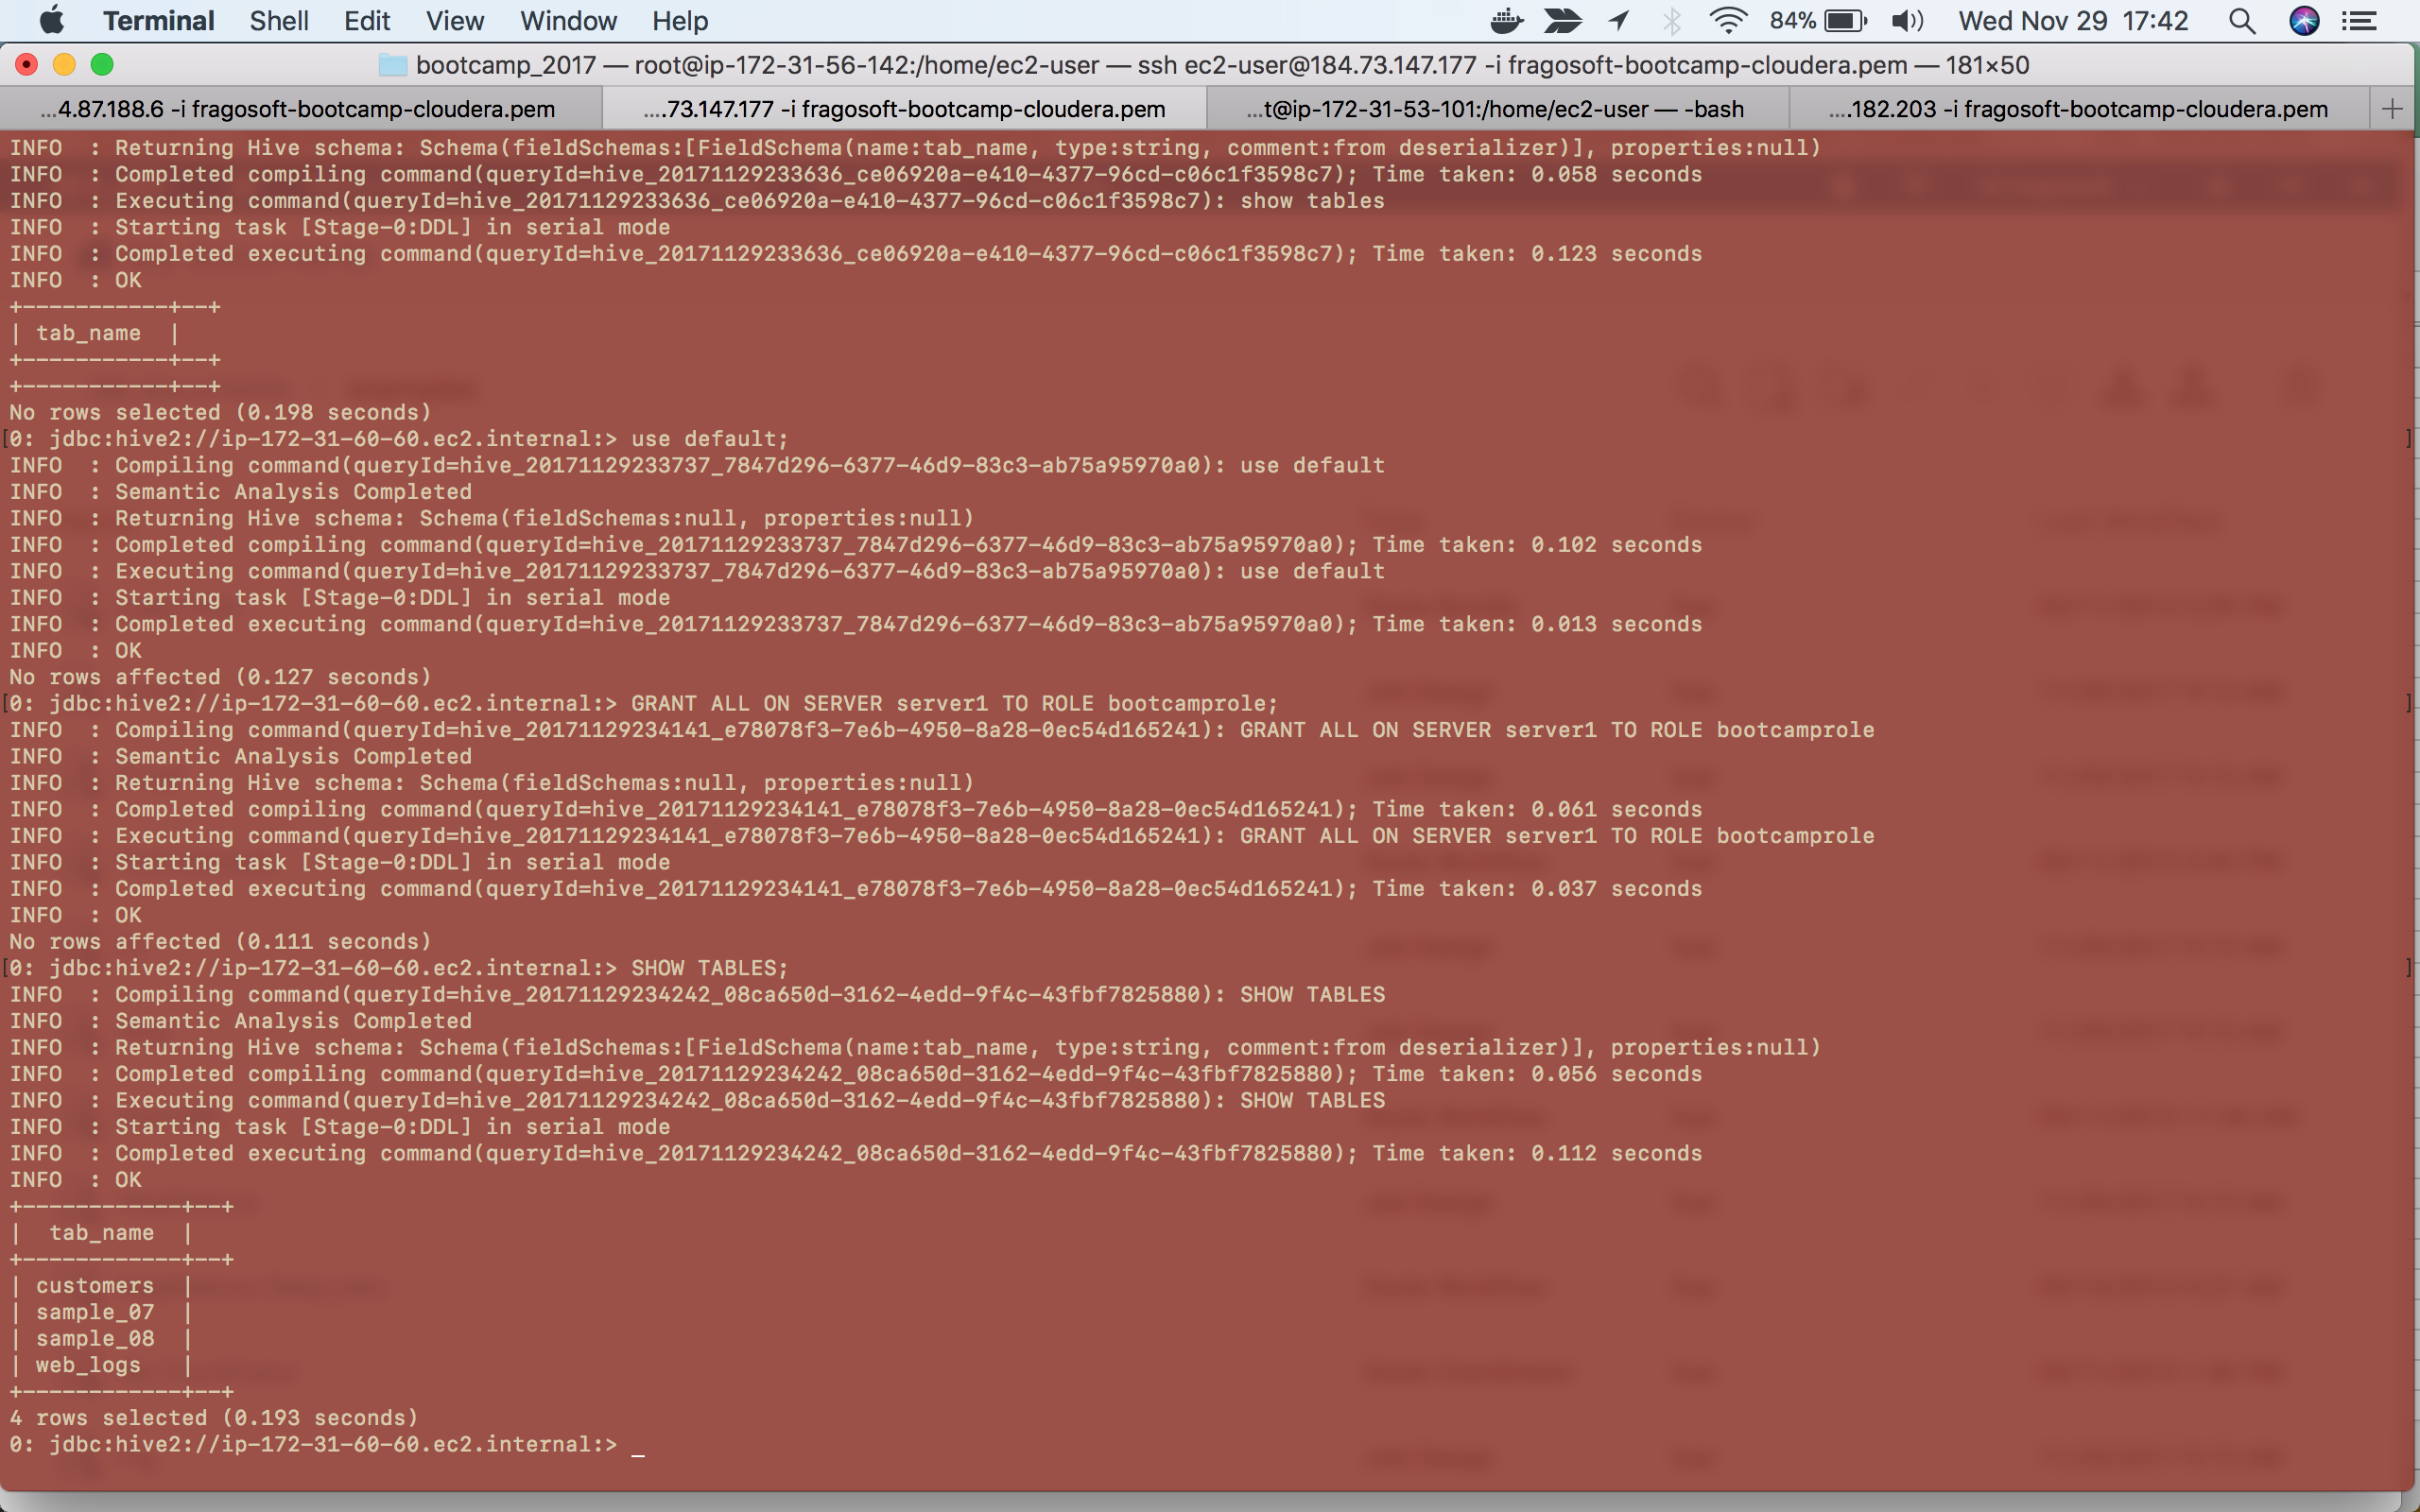 Terminal Shell Edit View Window Help 84% Wed Nov 29 17:42
bootcamp_2017 — root@ip-172-31-56-142:/home/ec2-user — ssh ec2-user@184.73.147.177 -i fragosoft-bootcamp-cloudera.pem — 181×50
...4.87.188.6 -i fragosoft-bootcamp-cloudera.pem ....73.147.177 -i fragosoft-bootcamp-cloudera.pem ...t@ip-172-31-53-101:/home/ec2-user — -bash ....182.203 -i fragosoft-bootcamp-cloudera.pem +
INFO  : Returning Hive schema: Schema(fieldSchemas:[FieldSchema(name:tab_name, type:string, comment:from deserializer)], properties:null)
INFO  : Completed compiling command(queryId=hive_20171129233636_ce06920a-e410-4377-96cd-c06c1f3598c7); Time taken: 0.058 seconds
INFO  : Executing command(queryId=hive_20171129233636_ce06920a-e410-4377-96cd-c06c1f3598c7): show tables
INFO  : Starting task [Stage-0:DDL] in serial mode
INFO  : Completed executing command(queryId=hive_20171129233636_ce06920a-e410-4377-96cd-c06c1f3598c7); Time taken: 0.123 seconds
INFO  : OK
+-----------+--+
| tab_name  |
+-----------+--+
+-----------+--+
No rows selected (0.198 seconds)
[0: jdbc:hive2://ip-172-31-60-60.ec2.internal:> use default; ]
INFO  : Compiling command(queryId=hive_20171129233737_7847d296-6377-46d9-83c3-ab75a95970a0): use default
INFO  : Semantic Analysis Completed
INFO  : Returning Hive schema: Schema(fieldSchemas:null, properties:null)
INFO  : Completed compiling command(queryId=hive_20171129233737_7847d296-6377-46d9-83c3-ab75a95970a0); Time taken: 0.102 seconds
INFO  : Executing command(queryId=hive_20171129233737_7847d296-6377-46d9-83c3-ab75a95970a0): use default
INFO  : Starting task [Stage-0:DDL] in serial mode
INFO  : Completed executing command(queryId=hive_20171129233737_7847d296-6377-46d9-83c3-ab75a95970a0); Time taken: 0.013 seconds
INFO  : OK
No rows affected (0.127 seconds)
[0: jdbc:hive2://ip-172-31-60-60.ec2.internal:> GRANT ALL ON SERVER server1 TO ROLE bootcamprole; ]
INFO  : Compiling command(queryId=hive_20171129234141_e78078f3-7e6b-4950-8a28-0ec54d165241): GRANT ALL ON SERVER server1 TO ROLE bootcamprole
INFO  : Semantic Analysis Completed
INFO  : Returning Hive schema: Schema(fieldSchemas:null, properties:null)
INFO  : Completed compiling command(queryId=hive_20171129234141_e78078f3-7e6b-4950-8a28-0ec54d165241); Time taken: 0.061 seconds
INFO  : Executing command(queryId=hive_20171129234141_e78078f3-7e6b-4950-8a28-0ec54d165241): GRANT ALL ON SERVER server1 TO ROLE bootcamprole
INFO  : Starting task [Stage-0:DDL] in serial mode
INFO  : Completed executing command(queryId=hive_20171129234141_e78078f3-7e6b-4950-8a28-0ec54d165241); Time taken: 0.037 seconds
INFO  : OK
No rows affected (0.111 seconds)
[0: jdbc:hive2://ip-172-31-60-60.ec2.internal:> SHOW TABLES; ]
INFO  : Compiling command(queryId=hive_20171129234242_08ca650d-3162-4edd-9f4c-43fbf7825880): SHOW TABLES
INFO  : Semantic Analysis Completed
INFO  : Returning Hive schema: Schema(fieldSchemas:[FieldSchema(name:tab_name, type:string, comment:from deserializer)], properties:null)
INFO  : Completed compiling command(queryId=hive_20171129234242_08ca650d-3162-4edd-9f4c-43fbf7825880); Time taken: 0.056 seconds
INFO  : Executing command(queryId=hive_20171129234242_08ca650d-3162-4edd-9f4c-43fbf7825880): SHOW TABLES
INFO  : Starting task [Stage-0:DDL] in serial mode
INFO  : Completed executing command(queryId=hive_20171129234242_08ca650d-3162-4edd-9f4c-43fbf7825880); Time taken: 0.112 seconds
INFO  : OK
+------------+--+
|  tab_name  |
+------------+--+
| customers  |
| sample_07  |
| sample_08  |
| web_logs   |
+------------+--+
4 rows selected (0.193 seconds)
0: jdbc:hive2://ip-172-31-60-60.ec2.internal:> _